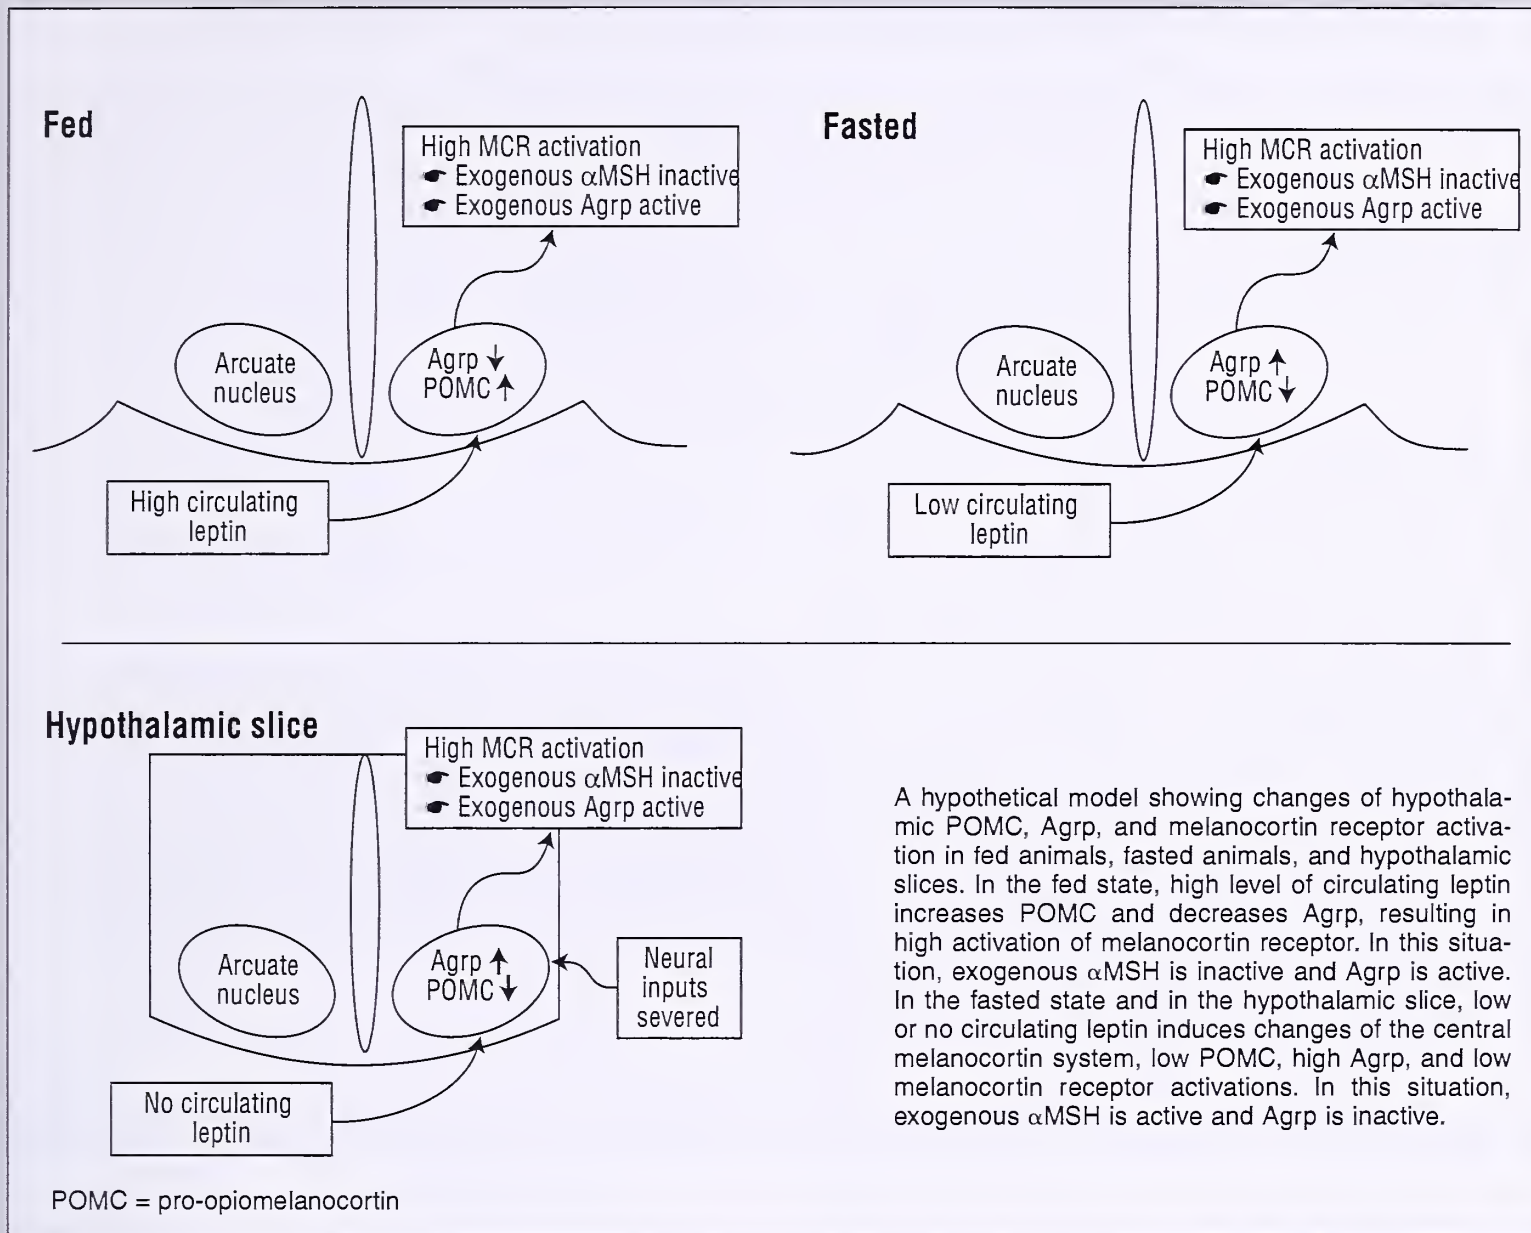 Fed
High MCR activation
☛ Exogenous αMSH inactive
☛ Exogenous Agrp active
Arcuate
nucleus
Agrp ↓
POMC ↑
High circulating
leptin
Fasted
High MCR activation
☛ Exogenous αMSH inactive
☛ Exogenous Agrp active
Arcuate
nucleus
Agrp ↑
POMC ↓
Low circulating
leptin
Hypothalamic slice
High MCR activation
☛ Exogenous αMSH inactive
☛ Exogenous Agrp active
Arcuate
nucleus
Agrp ↑
POMC ↓
Neural
inputs
severed
No circulating
leptin
A hypothetical model showing changes of hypothala-
mic POMC, Agrp, and melanocortin receptor activa-
tion in fed animals, fasted animals, and hypothalamic
slices. In the fed state, high level of circulating leptin
increases POMC and decreases Agrp, resulting in
high activation of melanocortin receptor. In this situa-
tion, exogenous αMSH is inactive and Agrp is active.
In the fasted state and in the hypothalamic slice, low
or no circulating leptin induces changes of the central
melanocortin system, low POMC, high Agrp, and low
melanocortin receptor activations. In this situation,
exogenous αMSH is active and Agrp is inactive.
POMC = pro-opiomelanocortin